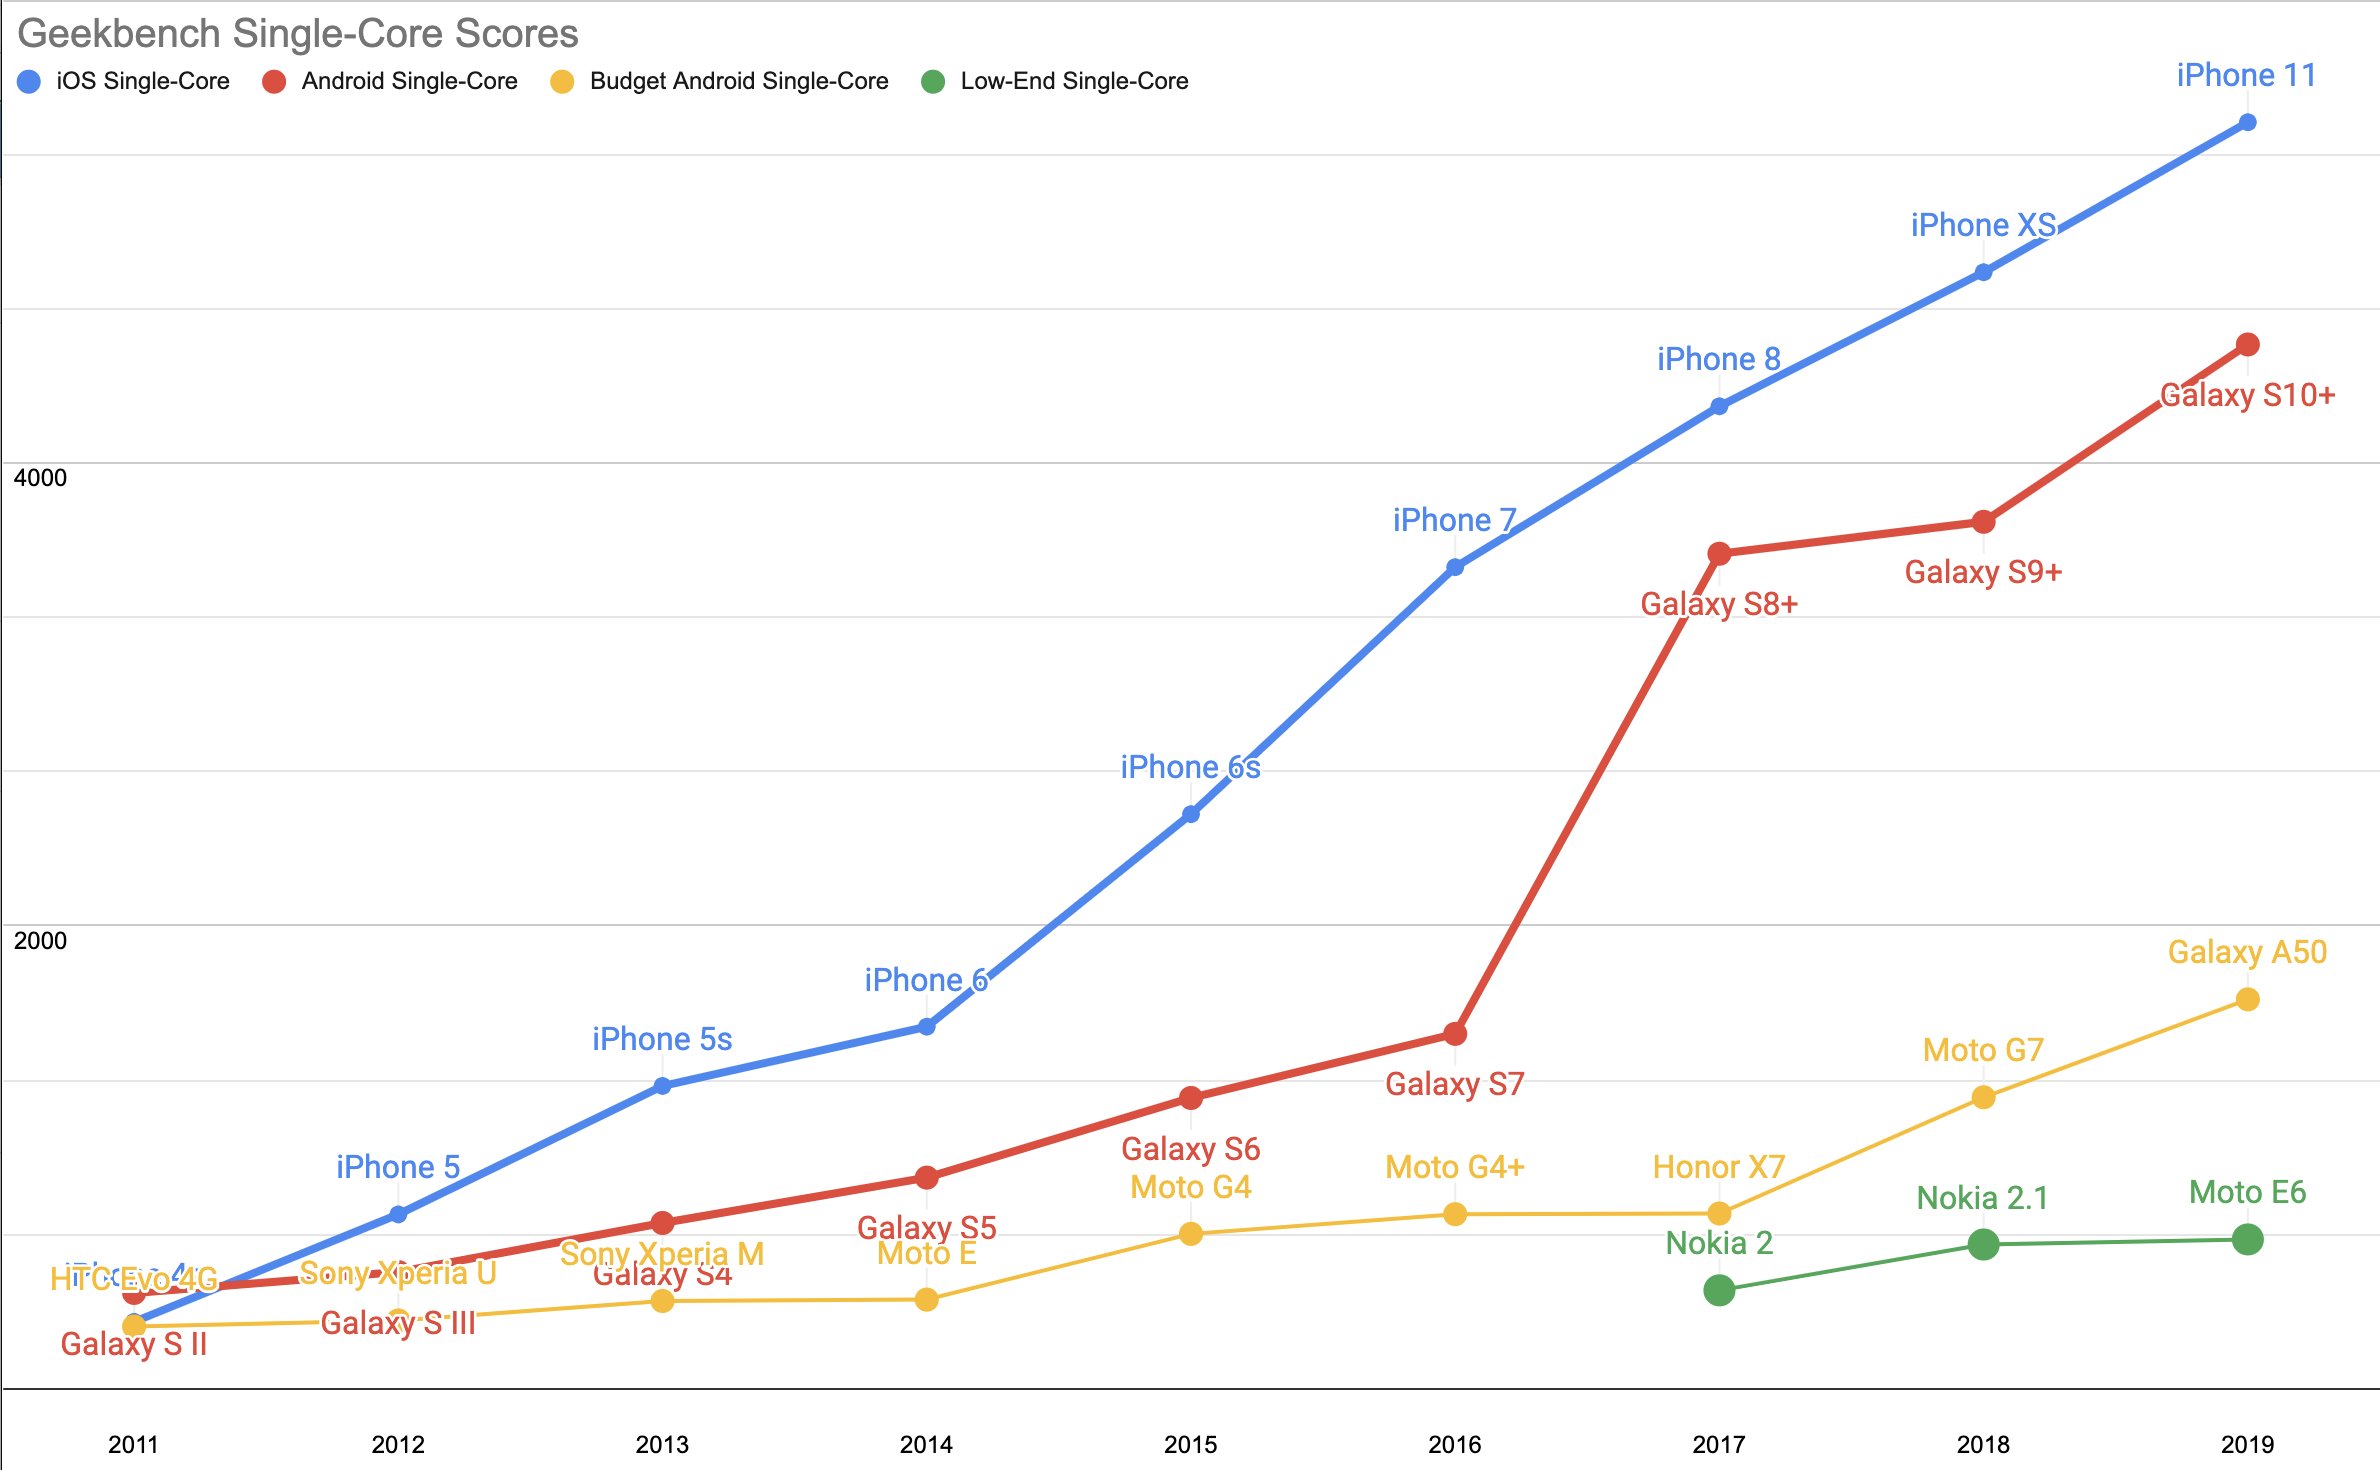 Geekbench Single-Core Scores
iOS Single-Core
Android Single-Core
Budget Android Single-Core
Low-End Single-Core
iPhone 11
iPhone XS
iPhone 8
Galaxy S10+
4000
iPhone 7
Galaxy S9+
Galaxy S8+
iPhone 6s
2000
Galaxy A50
iPhone 6
iPhone 5s
Moto G7
Galaxy S7
Galaxy S6
iPhone 5
Moto G4+
Honor X7
Moto G4
Moto E6
Nokia 2.1
Galaxy S5
Nokia 2
Sony Xperia M
Moto E
Galaxy S4
Sony Xperia U
HTC Evo 4G
iPhone
Galaxy S III
Galaxy S II
2011
2012
2013
2014
2015
2016
2017
2018
2019